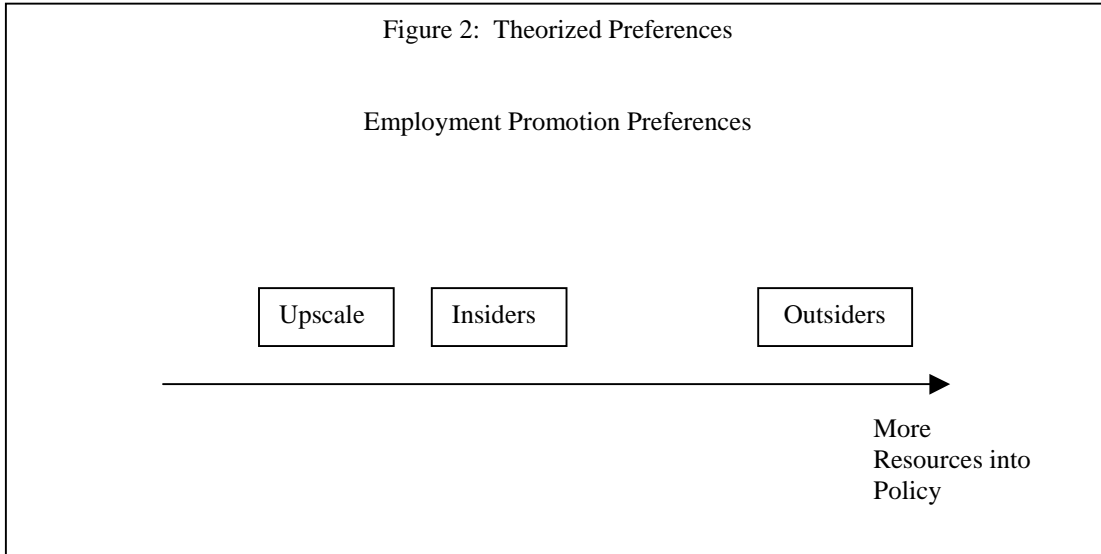 Figure 2:  Theorized Preferences
Employment Promotion Preferences
Upscale
Insiders
Outsiders
More
Resources into
Policy